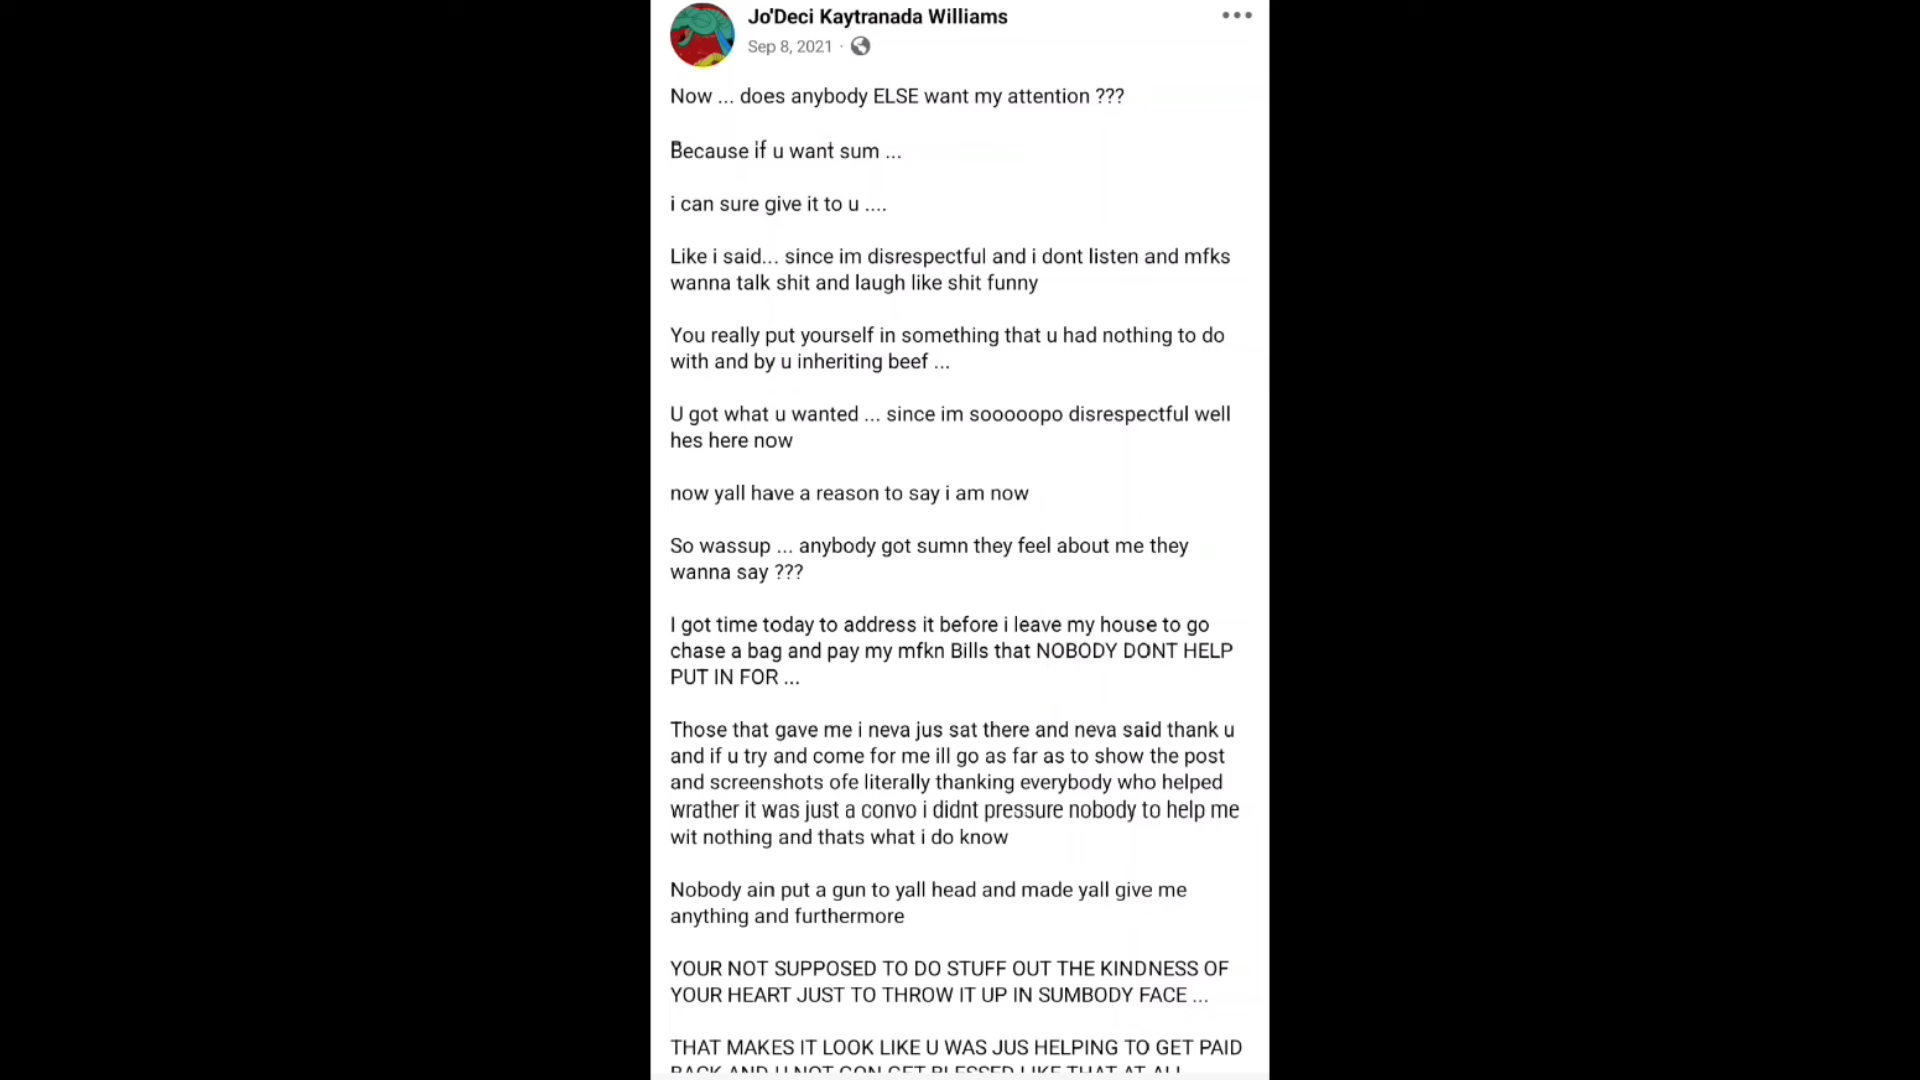 Jo'Deci Kaytranada Williams
Sep 8, 2021 ·
Now ... does anybody ELSE want my attention ???
Because if u want sum ...
i can sure give it to u ....
Like i said... since im disrespectful and i dont listen and mfks
wanna talk shit and laugh like shit funny
You really put yourself in something that u had nothing to do
with and by u inheriting beef ...
U got what u wanted ... since im sooooopo disrespectful well
hes here now
now yall have a reason to say i am now
So wassup ... anybody got sumn they feel about me they
wanna say ???
I got time today to address it before i leave my house to go
chase a bag and pay my mfkn Bills that NOBODY DONT HELP
PUT IN FOR ...
Those that gave me i neva jus sat there and neva said thank u
and if u try and come for me ill go as far as to show the post
and screenshots ofe literally thanking everybody who helped
wrather it was just a convo i didnt pressure nobody to help me
wit nothing and thats what i do know
Nobody ain put a gun to yall head and made yall give me
anything and furthermore
YOUR NOT SUPPOSED TO DO STUFF OUT THE KINDNESS OF
YOUR HEART JUST TO THROW IT UP IN SUMBODY FACE ...
THAT MAKES IT LOOK LIKE U WAS JUS HELPING TO GET PAID
BACK AND U NOT GON GET BLESSED LIKE THAT AT ALL